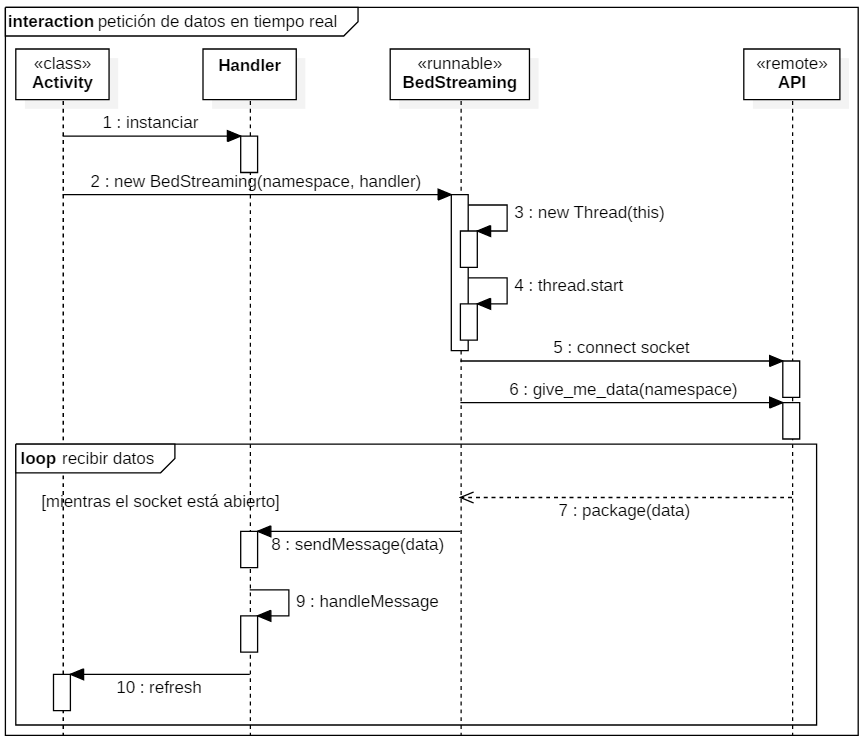 interaction petición de datos en tiempo real
«class»
Activity
Handler
«runnable»
BedStreaming
«remote»
API
1 : instanciar
2 : new BedStreaming(namespace, handler)
3 : new Thread(this)
4 : thread.start
5 : connect socket
6 : give_me_data(namespace)
loop recibir datos
[mientras el socket está abierto]
7 : package(data)
8 : sendMessage(data)
9 : handleMessage
10 : refresh